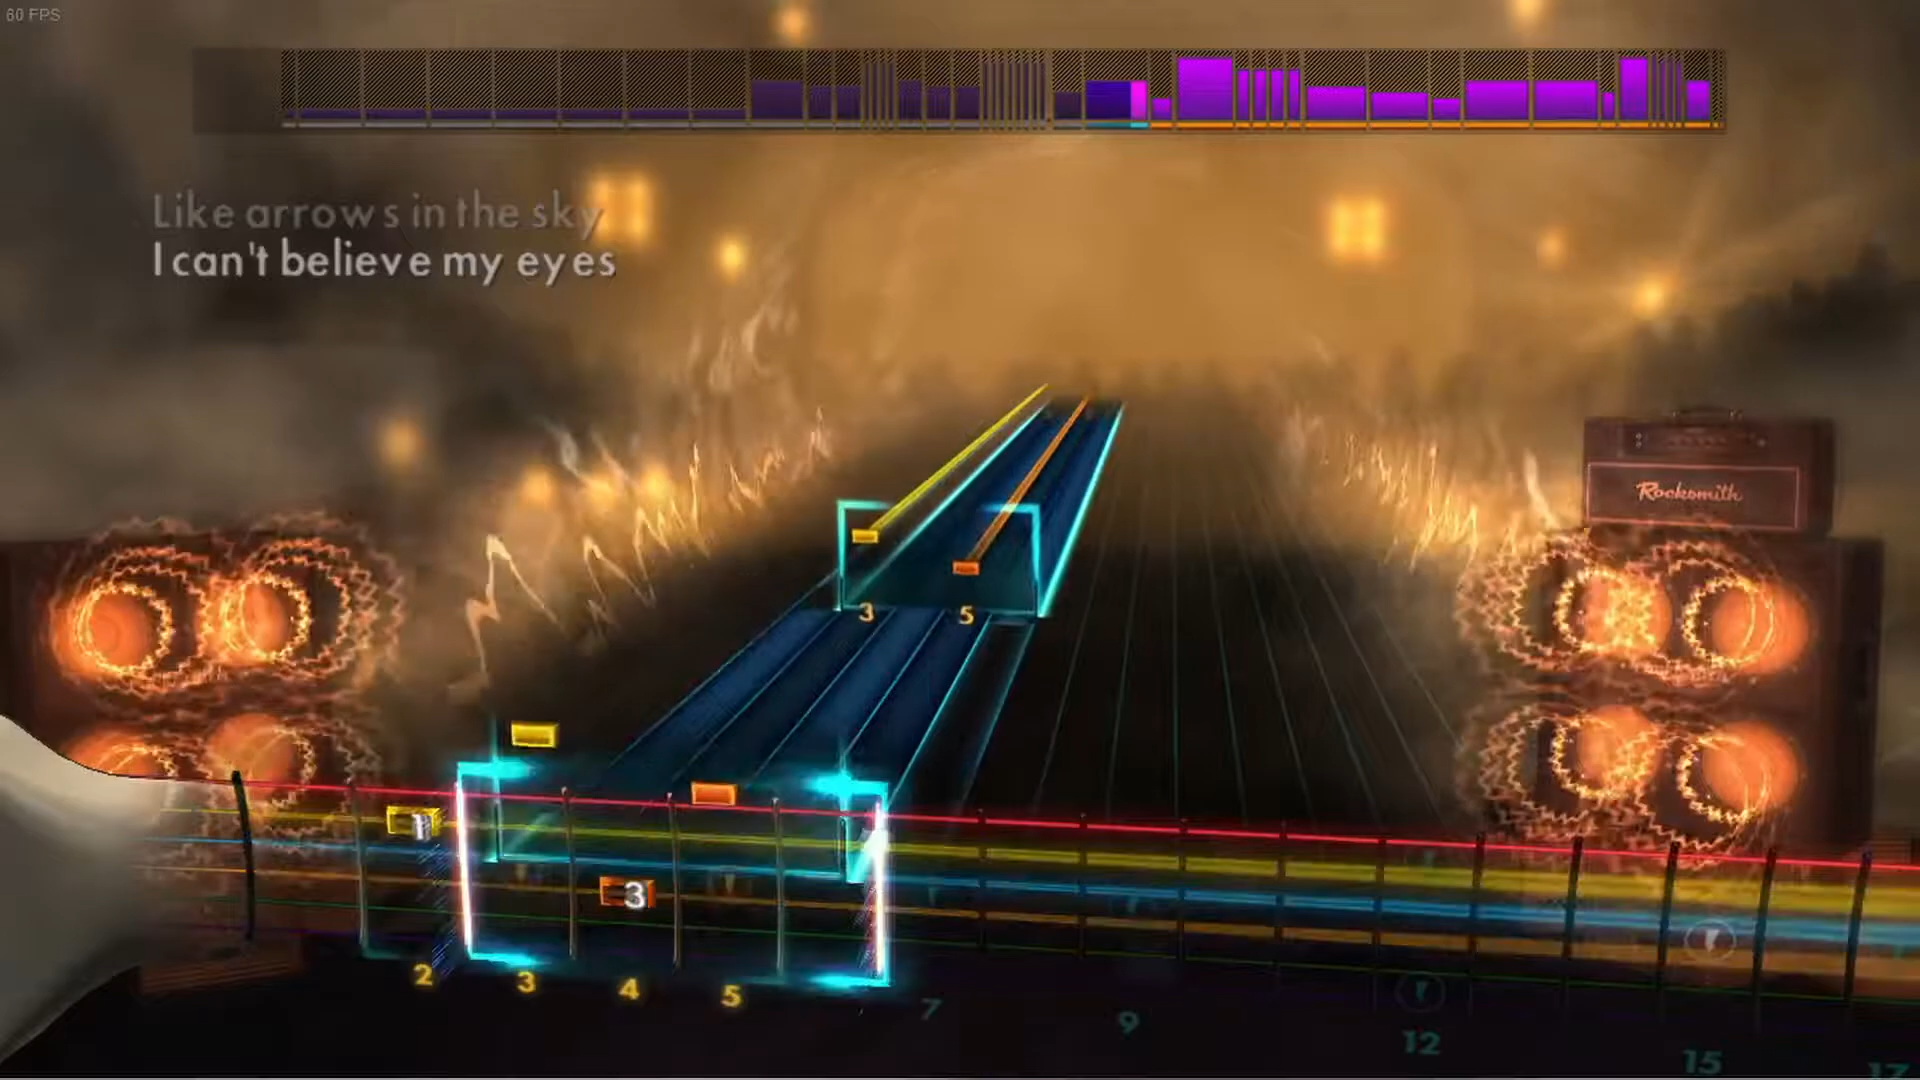 60 FPS
Like arrows in the sky
I can't believe my eyes
Rocksmith
3 5
1
3
2 3 4 5 7 9 12 15 17